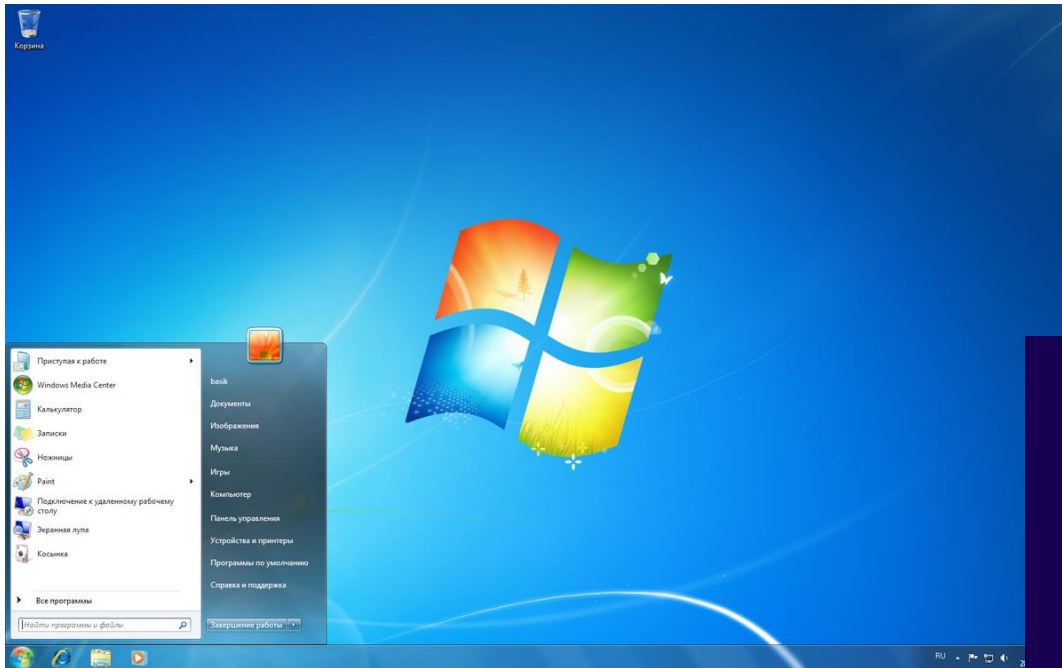 Корзина
Приступая к работе
Windows Media Center
Калькулятор
Записки
Ножницы
Paint
Подключение к удаленному рабочему
столу
Экранная лупа
Косынка
Все программы
Найти программы и файлы
basik
Документы
Изображения
Музыка
Игры
Компьютер
Панель управления
Устройства и принтеры
Программы по умолчанию
Справка и поддержка
Завершение работы
RU